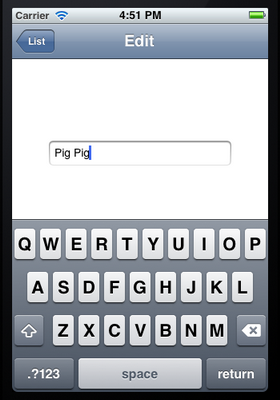 Carrier 4:51 PM
List Edit
Pig Pig
Q W E R T Y U I O P
A S D F G H J K L
Z X C V B N M
.?123 space return